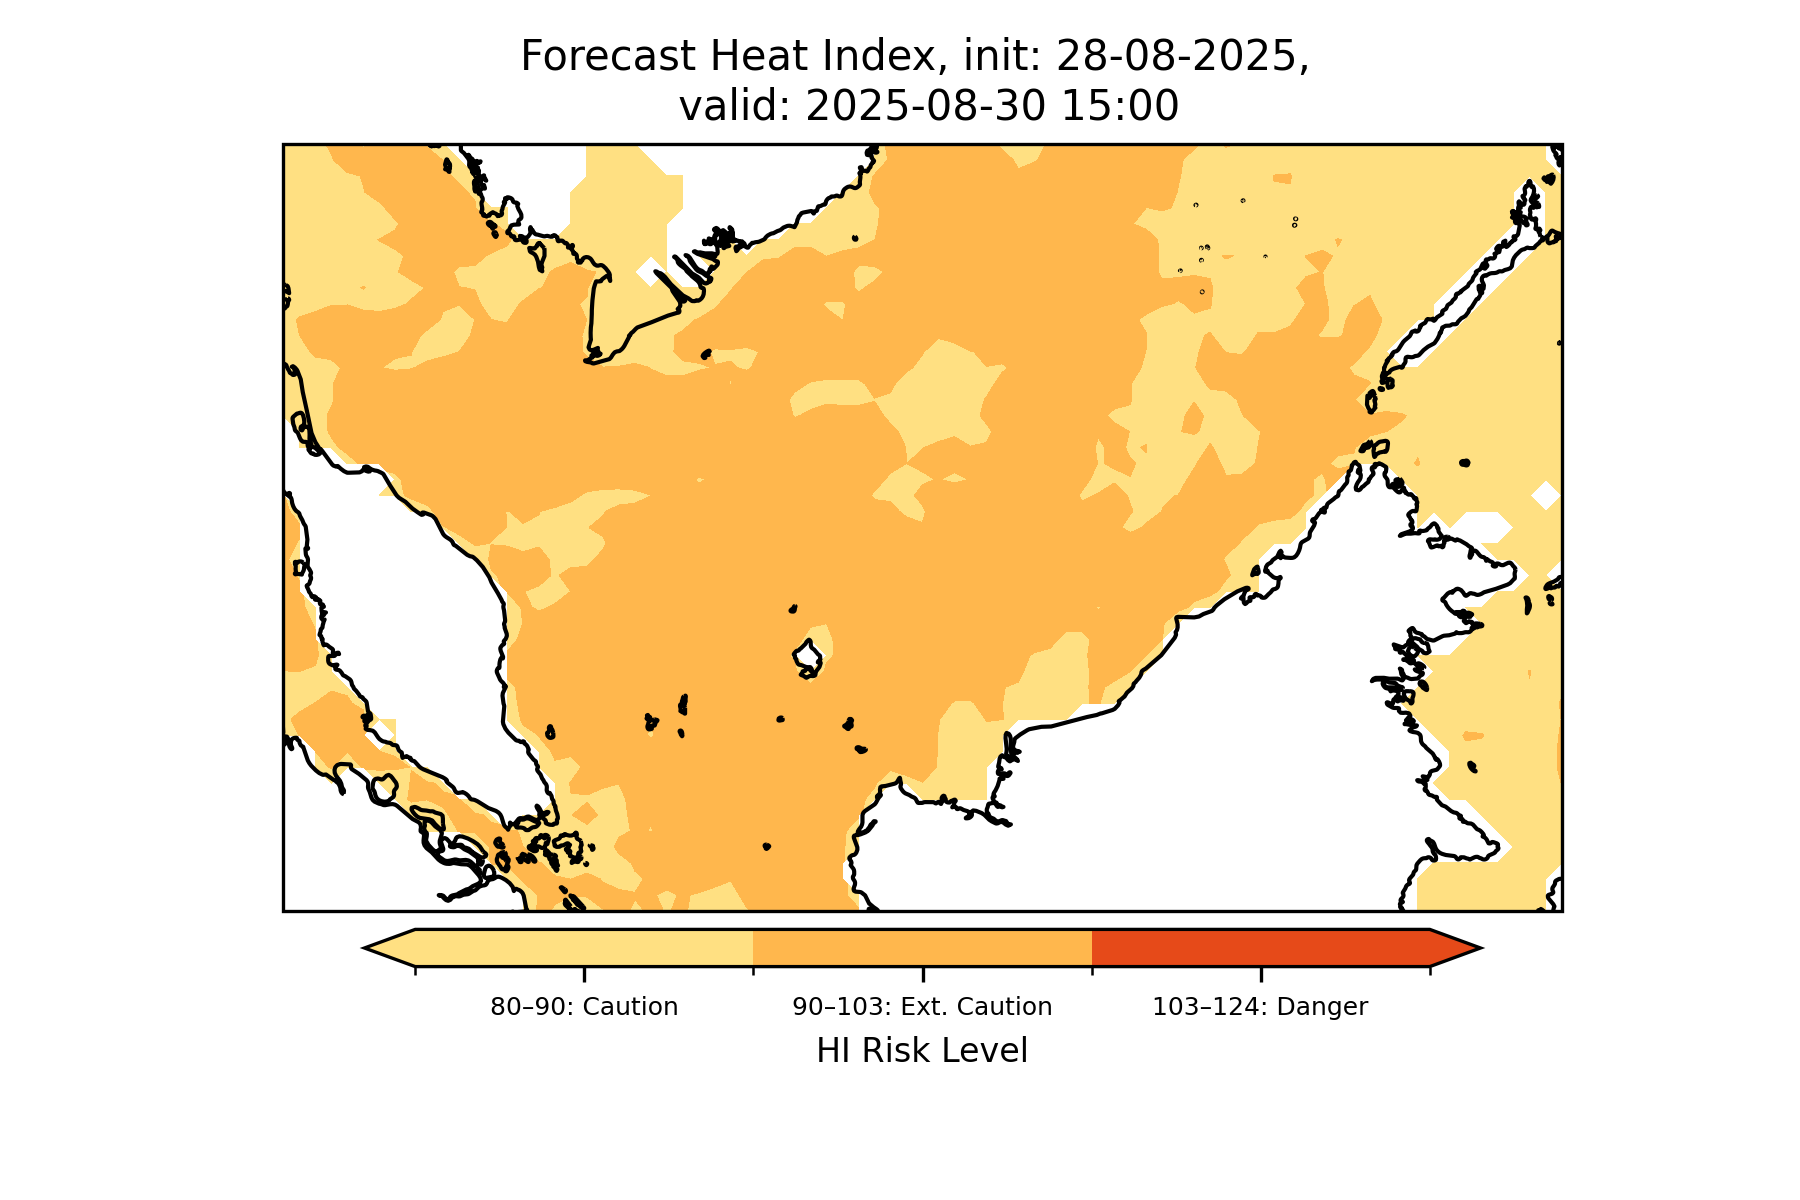 Forecast Heat Index, init: 28-08-2025,
valid: 2025-08-30 15:00
80–90: Caution
90–103: Ext. Caution
103–124: Danger
HI Risk Level